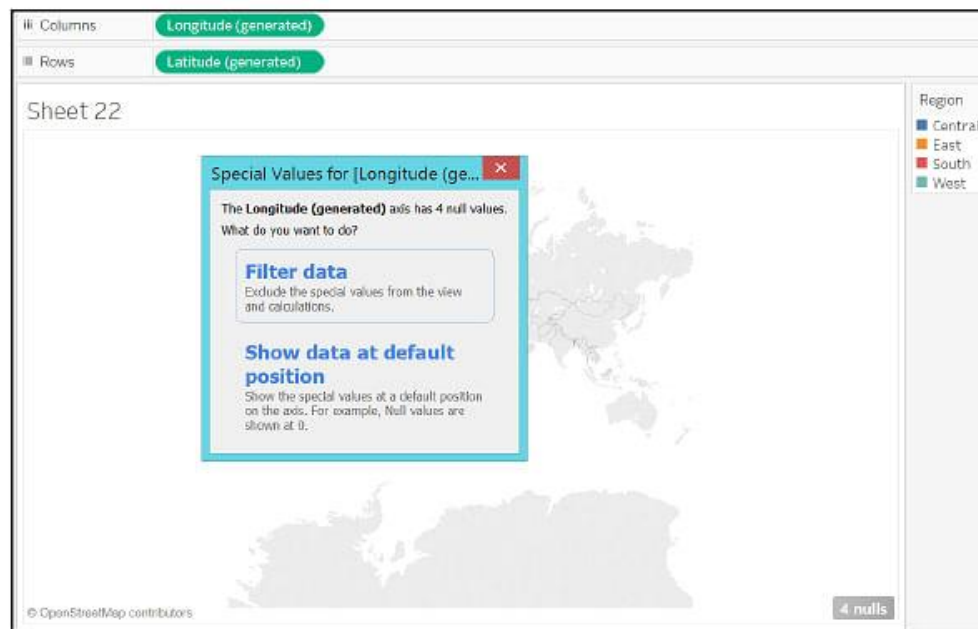 Columns
Longitude (generated)
Rows
Latitude (generated)
Sheet 22
Special Values for [Longitude (ge...
The Longitude (generated) axis has 4 null values.
What do you want to do?
Filter data
Exclude the special values from the view
and calculations.
Show data at default
position
Show the special values at a default position
on the axis. For example, Null values are
shown at 0.
Region
Central
East
South
West
© OpenStreetMap contributors
4 nulls